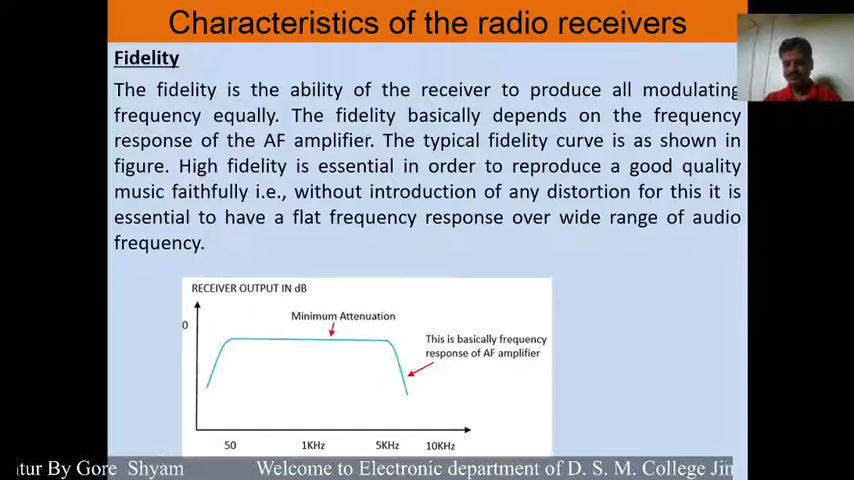 Characteristics of the radio receivers
Fidelity
The fidelity is the ability of the receiver to produce all modulating
frequency equally. The fidelity basically depends on the frequency
response of the AF amplifier. The typical fidelity curve is as shown in
figure. High fidelity is essential in order to reproduce a good quality
music faithfully i.e., without introduction of any distortion for this it is
essential to have a flat frequency response over wide range of audio
frequency.
RECEIVER OUTPUT IN dB
Minimum Attenuation
0
This is basically frequency
response of AF amplifier
50 1KHz 5KHz 10KHz
tur By Gore Shyam Welcome to Electronic department of D. S. M. College Jin